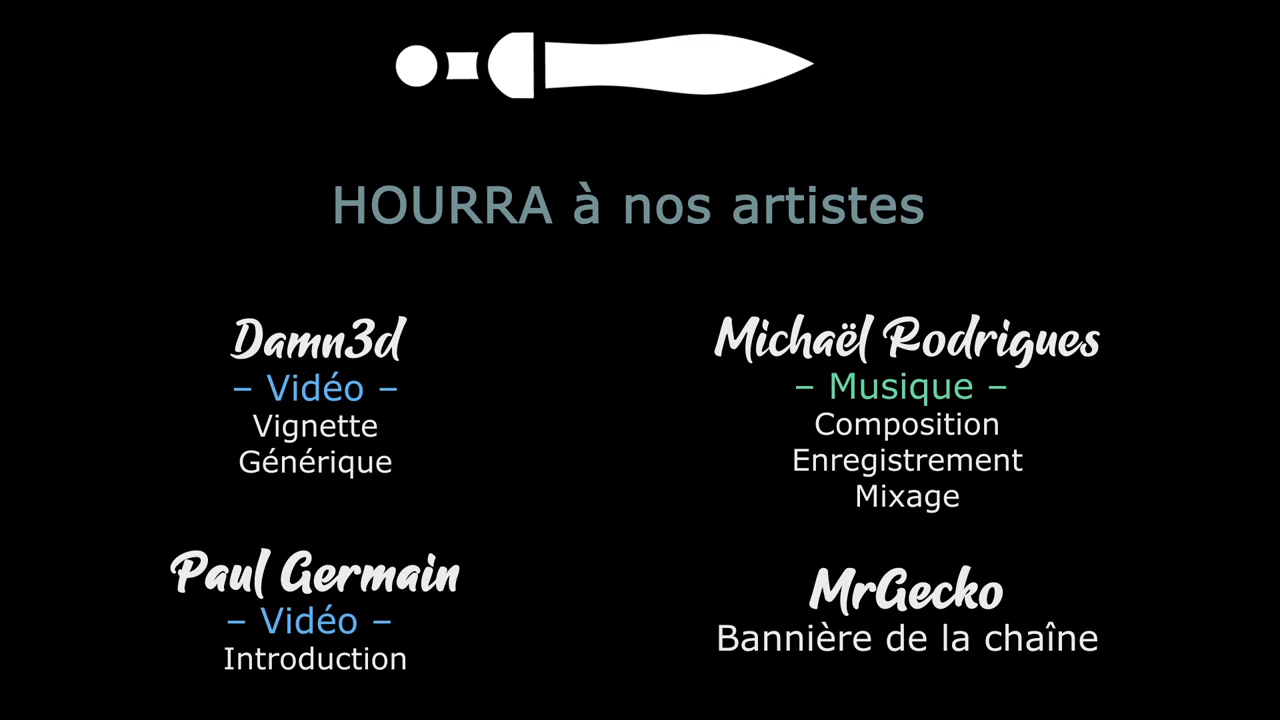 HOURRA à nos artistes
Damn3d
– Vidéo –
Vignette
Générique
Michaël Rodrigues
– Musique –
Composition
Enregistrement
Mixage
Paul Germain
– Vidéo –
Introduction
MrGecko
Bannière de la chaîne